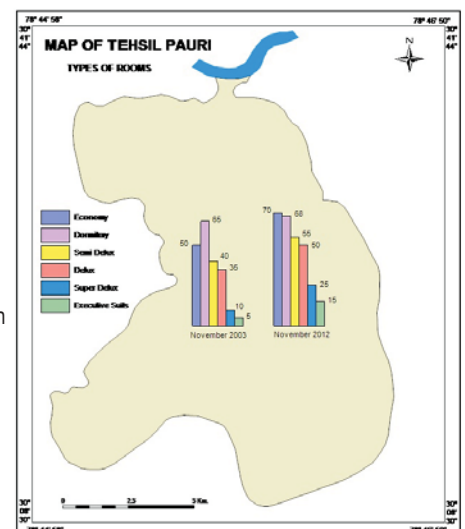 78° 44' 58"
78° 46' 50"
30°
41'
44"
30°
41'
44"
MAP OF TEHSIL PAURI
TYPES OF ROOMS
N
Economy
Dormitory
Semi Delux
Delux
Super Delux
Executive Suits
50
65
40
35
10
5
November 2003
70
68
55
50
25
15
November 2012
0
2.5
5 Km.
30°
08'
30"
30°
08'
30"